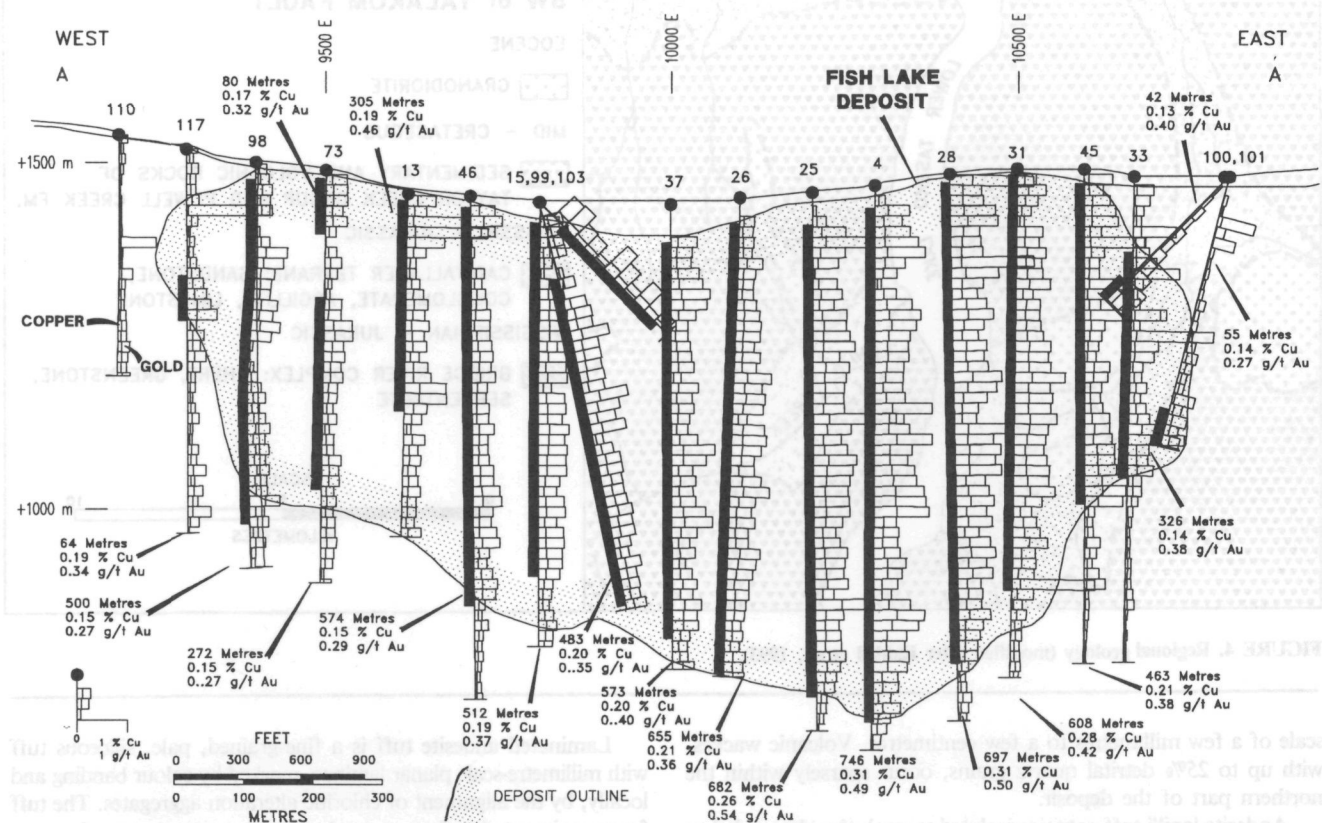 WEST
A
9500 E
10000 E
10500 E
EAST
A
FISH LAKE
DEPOSIT
80 Metres
0.17 % Cu
0.32 g/t Au
305 Metres
0.19 % Cu
0.46 g/t Au
42 Metres
0.13 % Cu
0.40 g/t Au
110
117
98
73
13
46
15,99,103
37
26
25
4
28
31
45
33
100,101
+1500 m
COPPER
GOLD
+1000 m
55 Metres
0.14 % Cu
0.27 g/t Au
64 Metres
0.19 % Cu
0.34 g/t Au
500 Metres
0.15 % Cu
0.27 g/t Au
272 Metres
0.15 % Cu
0..27 g/t Au
574 Metres
0.15 % Cu
0.29 g/t Au
512 Metres
0.19 % Cu
0.37 g/t Au
483 Metres
0.20 % Cu
0..35 g/t Au
573 Metres
0.20 % Cu
0..40 g/t Au
655 Metres
0.21 % Cu
0.36 g/t Au
682 Metres
0.26 % Cu
0.54 g/t Au
746 Metres
0.31 % Cu
0.49 g/t Au
697 Metres
0.31 % Cu
0.50 g/t Au
608 Metres
0.28 % Cu
0.42 g/t Au
463 Metres
0.21 % Cu
0.38 g/t Au
326 Metres
0.14 % Cu
0.38 g/t Au
0
1 % Cu
1 g/t Au
FEET
0 300 600 900
0 100 200 300
METRES
DEPOSIT OUTLINE